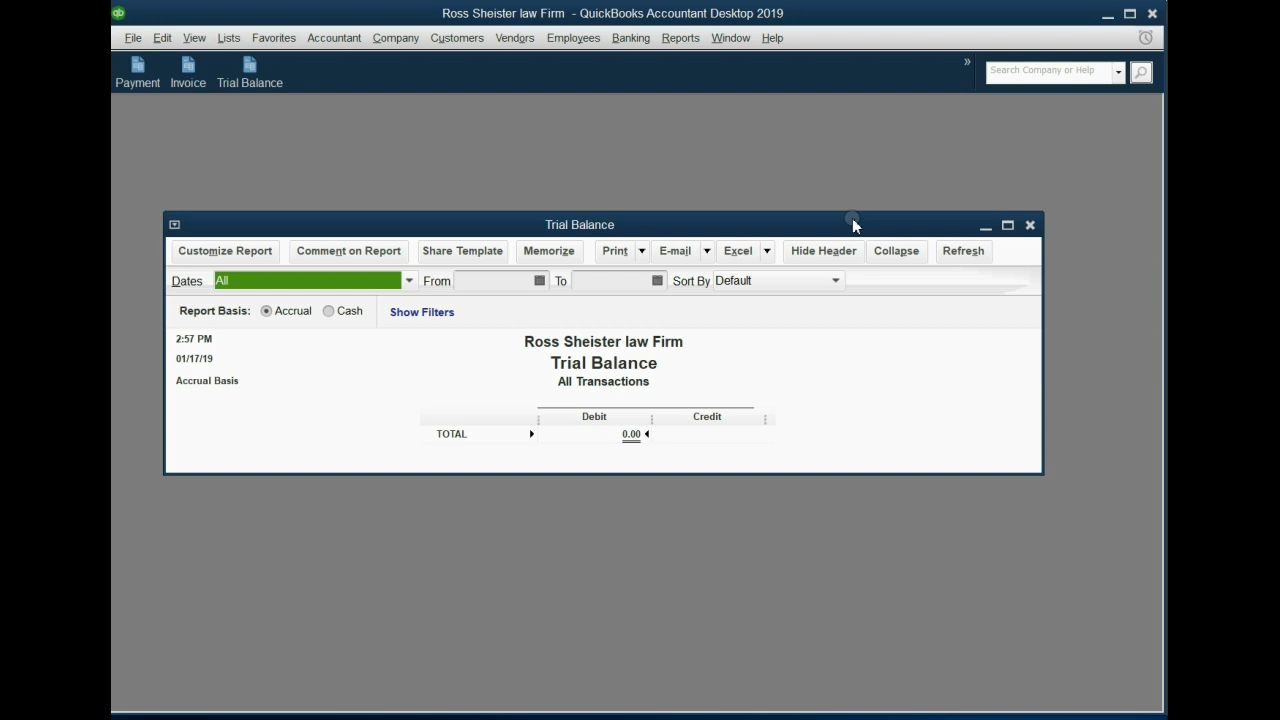 qb Ross Sheister law Firm - QuickBooks Accountant Desktop 2019
File Edit View Lists Favorites Accountant Company Customers Vendors Employees Banking Reports Window Help
Payment Invoice Trial Balance » Search Company or Help
Trial Balance
Customize Report Comment on Report Share Template Memorize Print E-mail Excel Hide Header Collapse Refresh
Dates All From To Sort By Default
Report Basis: Accrual Cash Show Filters
2:57 PM Ross Sheister law Firm
01/17/19 Trial Balance
Accrual Basis All Transactions
Debit Credit
TOTAL 0.00